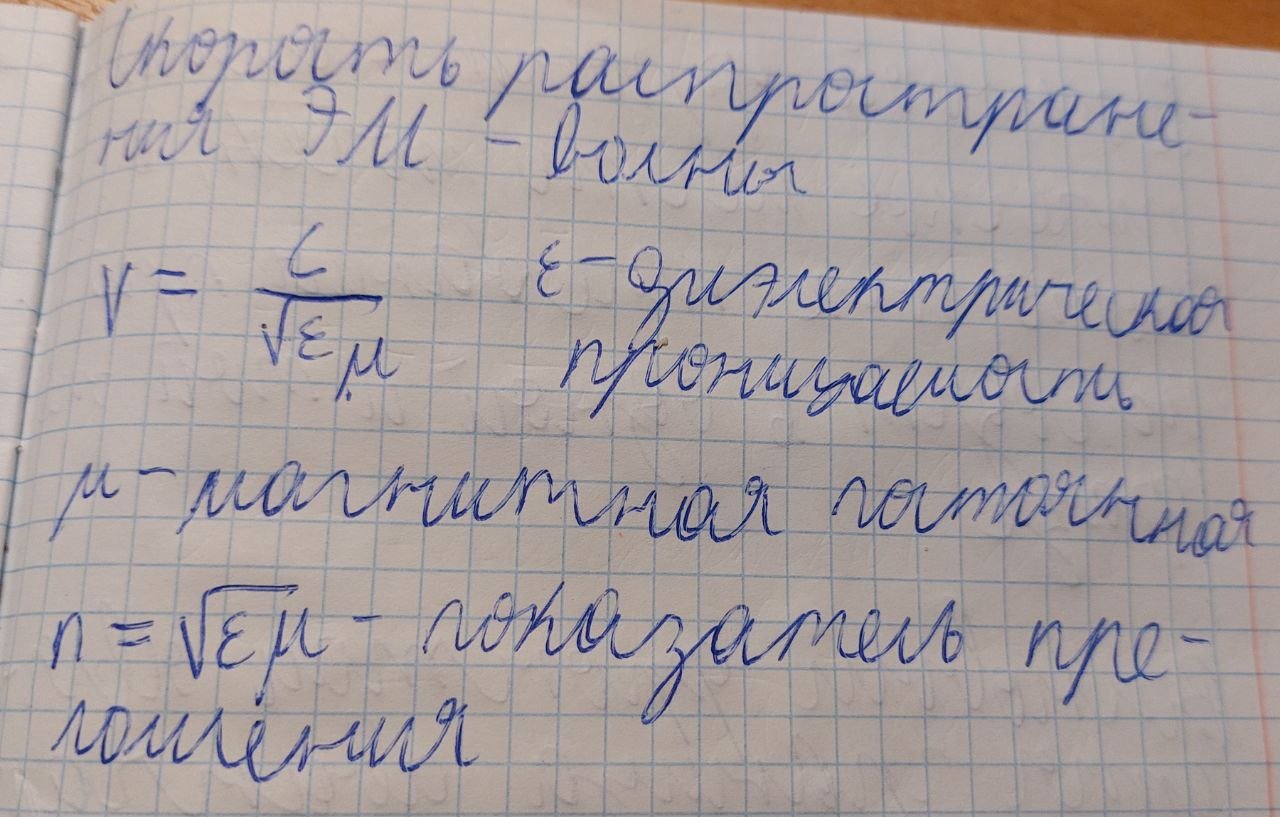 Скорость распростране-
ния ЭМ - волны
v = c / √εμ   ε - диэлектрическая
проницаемость
μ - магнитная постоянная
n = √εμ - показатель пре-
ломления